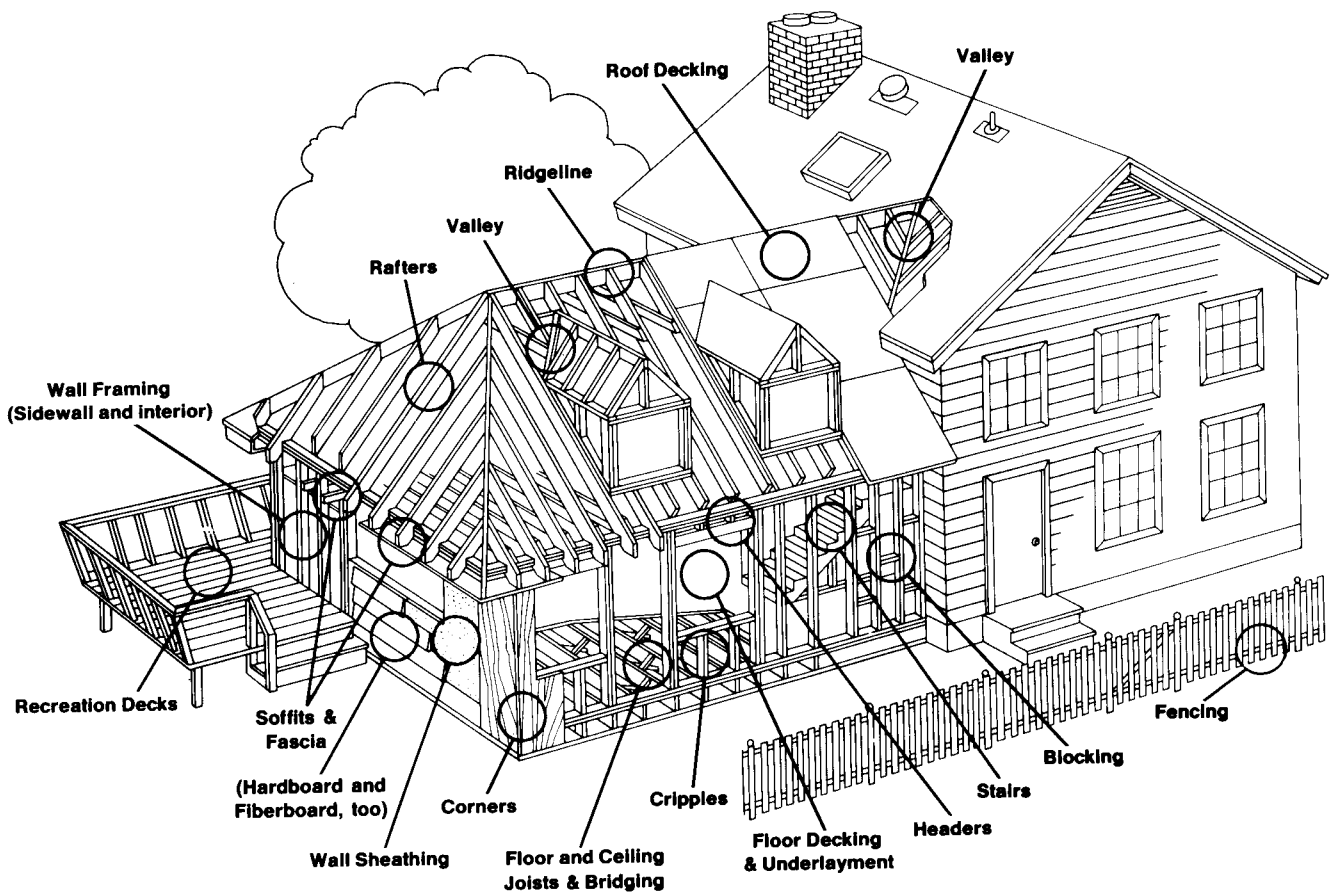 Roof Decking
Valley
Ridgeline
Valley
Rafters
Wall Framing
(Sidewall and interior)
Recreation Decks
Soffits &
Fascia
(Hardboard and
Fiberboard, too)
Wall Sheathing
Corners
Floor and Ceiling
Joists & Bridging
Cripples
Floor Decking
& Underlayment
Headers
Stairs
Blocking
Fencing